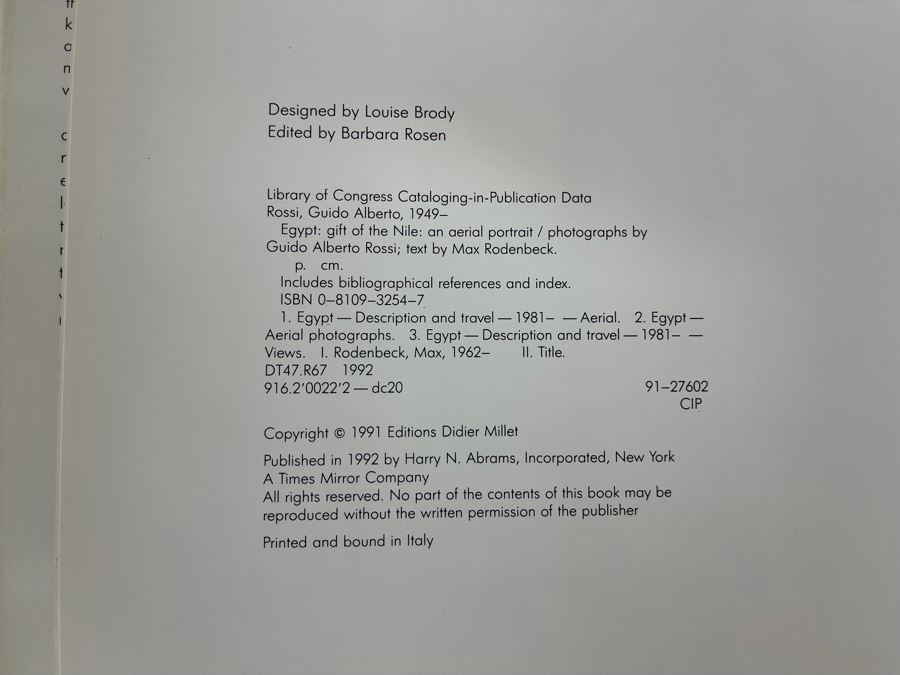 Designed by Louise Brody
Edited by Barbara Rosen
Library of Congress Cataloging-in-Publication Data
Rossi, Guido Alberto, 1949–
Egypt: gift of the Nile: an aerial portrait / photographs by
Guido Alberto Rossi; text by Max Rodenbeck.
p. cm.
Includes bibliographical references and index.
ISBN 0–8109–3254–7
1. Egypt — Description and travel — 1981– — Aerial. 2. Egypt —
Aerial photographs. 3. Egypt — Description and travel — 1981– —
Views. I. Rodenbeck, Max, 1962– II. Title.
DT47.R67 1992
916.2'0022'2 — dc20 91–27602
CIP
Copyright © 1991 Editions Didier Millet
Published in 1992 by Harry N. Abrams, Incorporated, New York
A Times Mirror Company
All rights reserved. No part of the contents of this book may be
reproduced without the written permission of the publisher
Printed and bound in Italy